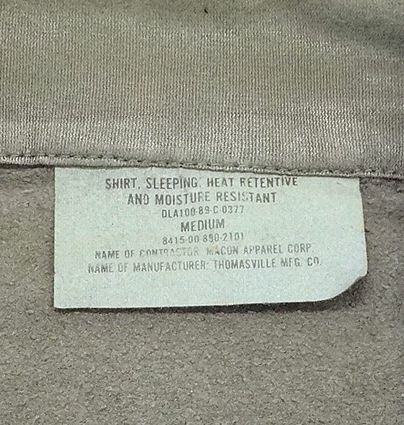 SHIRT, SLEEPING, HEAT RETENTIVE
AND MOISTURE RESISTANT
DLA100-89-C-0377
MEDIUM
8415-00-890-2101
NAME OF CONTRACTOR: MACON APPAREL CORP.
NAME OF MANUFACTURER: THOMASVILLE MFG. CO.